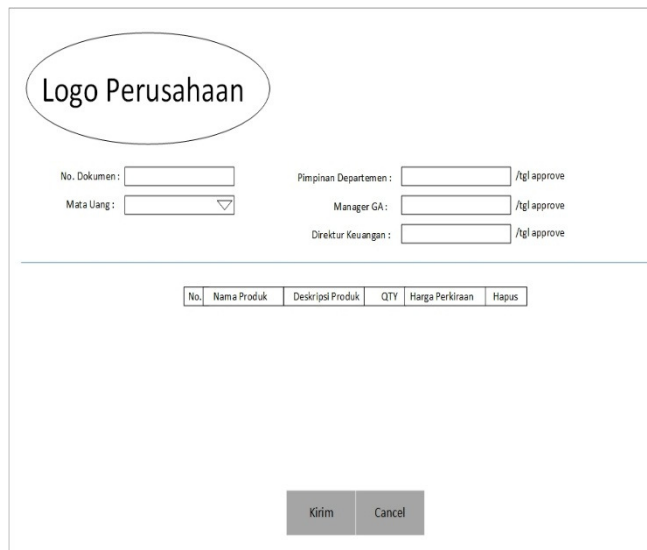 Logo Perusahaan
No. Dokumen : Pimpinan Departemen : /tgl approve
Mata Uang : Manager GA : /tgl approve
Direktur Keuangan : /tgl approve
No. Nama Produk Deskripsi Produk QTY Harga Perkiraan Hapus
Kirim Cancel